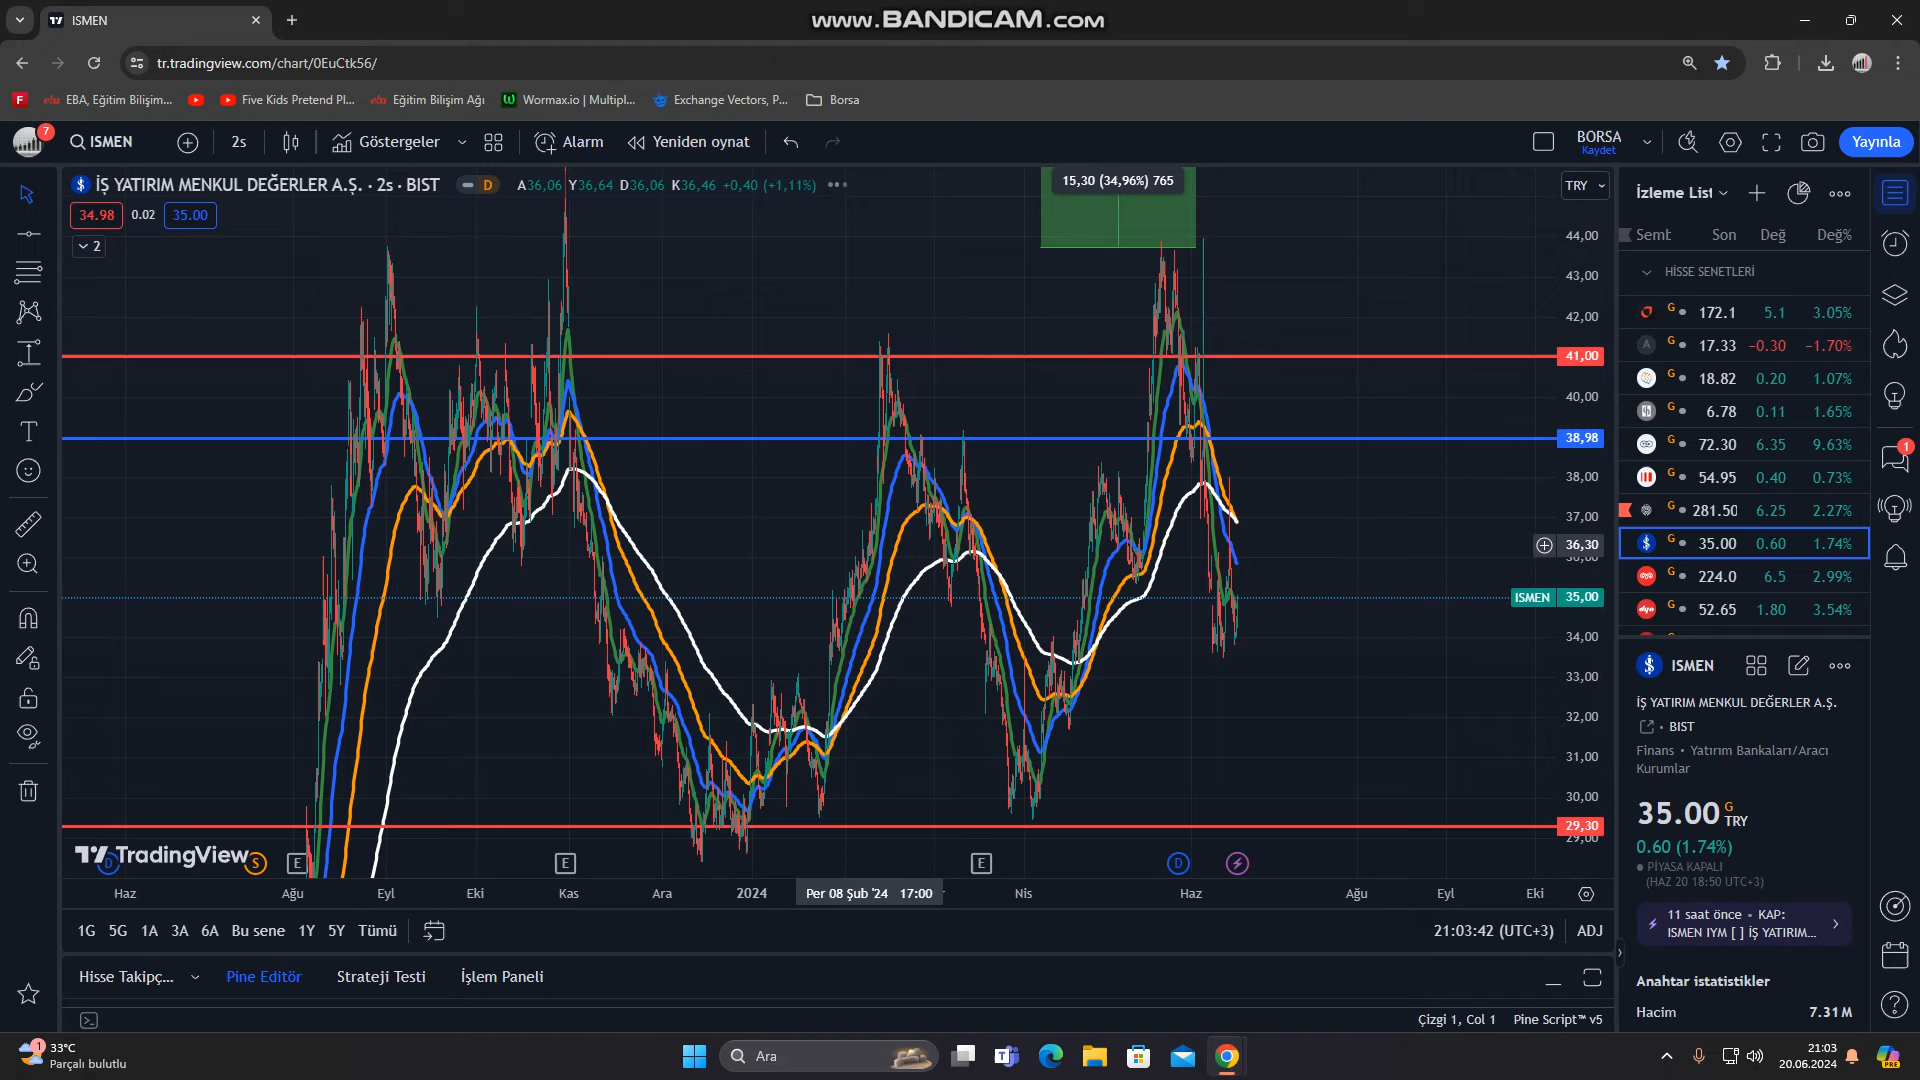 ISMEN
www.BANDICAM.com
tr.tradingview.com/chart/0EuCtk56/
EBA, Eğitim Bilişim...
Five Kids Pretend Pl...
Eğitim Bilişim Ağı
Wormax.io | Multipl...
Exchange Vectors, P...
Borsa
7
ISMEN
2s
Göstergeler
Alarm
Yeniden oynat
BORSA
Kaydet
Yayınla
İŞ YATIRIM MENKUL DEĞERLER A.Ş. · 2s · BIST
D
A36,06 Y36,64 D36,06 K36,46 +0,40 (+1,11%)
34.98
0.02
35.00
2
15,30 (34,96%) 765
TRY
44,00
43,00
42,00
41,00
40,00
38,98
38,00
37,00
36,30
36,00
ISMEN 35,00
34,00
33,00
32,00
31,00
30,00
29,30
29,00
TradingView
D
S
E
E
E
D
Haz
Ağu
Eyl
Eki
Kas
Ara
2024
Per 08 Şub '24 17:00
Nis
Haz
Ağu
Eyl
Eki
1G 5G 1A 3A 6A Bu sene 1Y 5Y Tümü
21:03:42 (UTC+3) ADJ
Hisse Takipç...
Pine Editör
Strateji Testi
İşlem Paneli
Çizgi 1, Col 1 Pine Script™ v5
İzleme List
Semt Son Değ Değ%
HİSSE SENETLERİ
G 172.1 5.1 3.05%
A G 17.33 −0.30 −1.70%
G 18.82 0.20 1.07%
G 6.78 0.11 1.65%
G 72.30 6.35 9.63%
G 54.95 0.40 0.73%
G 281.50 6.25 2.27%
G 35.00 0.60 1.74%
G 224.0 6.5 2.99%
G 52.65 1.80 3.54%
ISMEN
İŞ YATIRIM MENKUL DEĞERLER A.Ş.
BIST
Finans • Yatırım Bankaları/Aracı
Kurumlar
35.00 G TRY
0.60 (1.74%)
PİYASA KAPALI
(HAZ 20 18:50 UTC+3)
11 saat önce • KAP:
ISMEN IYM [ ] İŞ YATIRIM...
Anahtar istatistikler
Hacim 7.31M
1
1
33°C
Parçalı bulutlu
Ara
21:03
20.06.2024
PRE